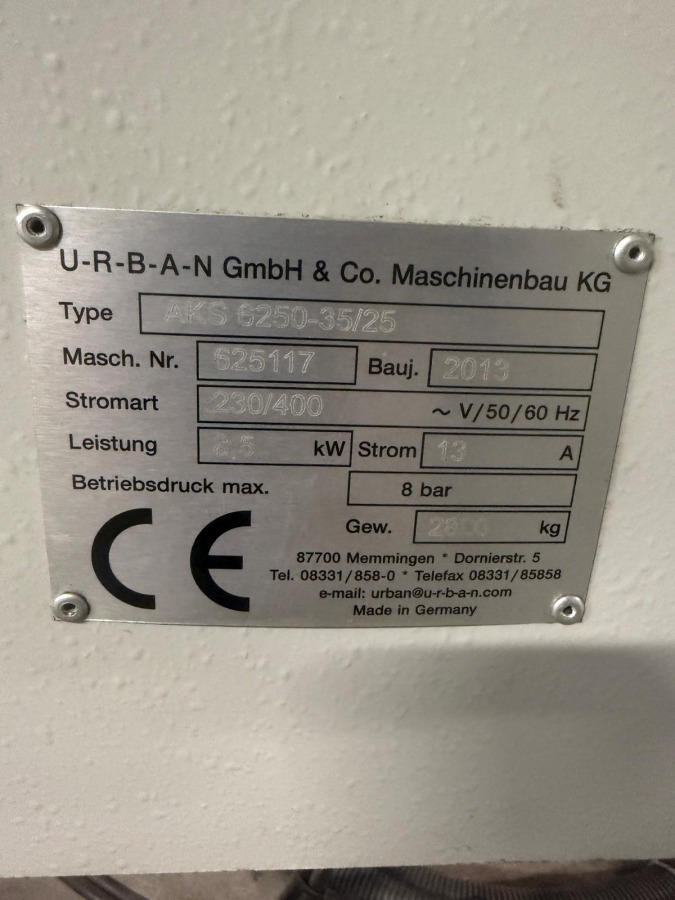 U-R-B-A-N GmbH & Co. Maschinenbau KG
Type AKS 6250-35/25
Masch. Nr. 625117 Bauj. 2013
Stromart 230/400 ~ V/50/60 Hz
Leistung kW Strom 13 A
Betriebsdruck max. 8 bar
Gew. kg
CE
87700 Memmingen * Dornierstr. 5
Tel. 08331/858-0 * Telefax 08331/85858
e-mail: urban@u-r-b-a-n.com
Made in Germany